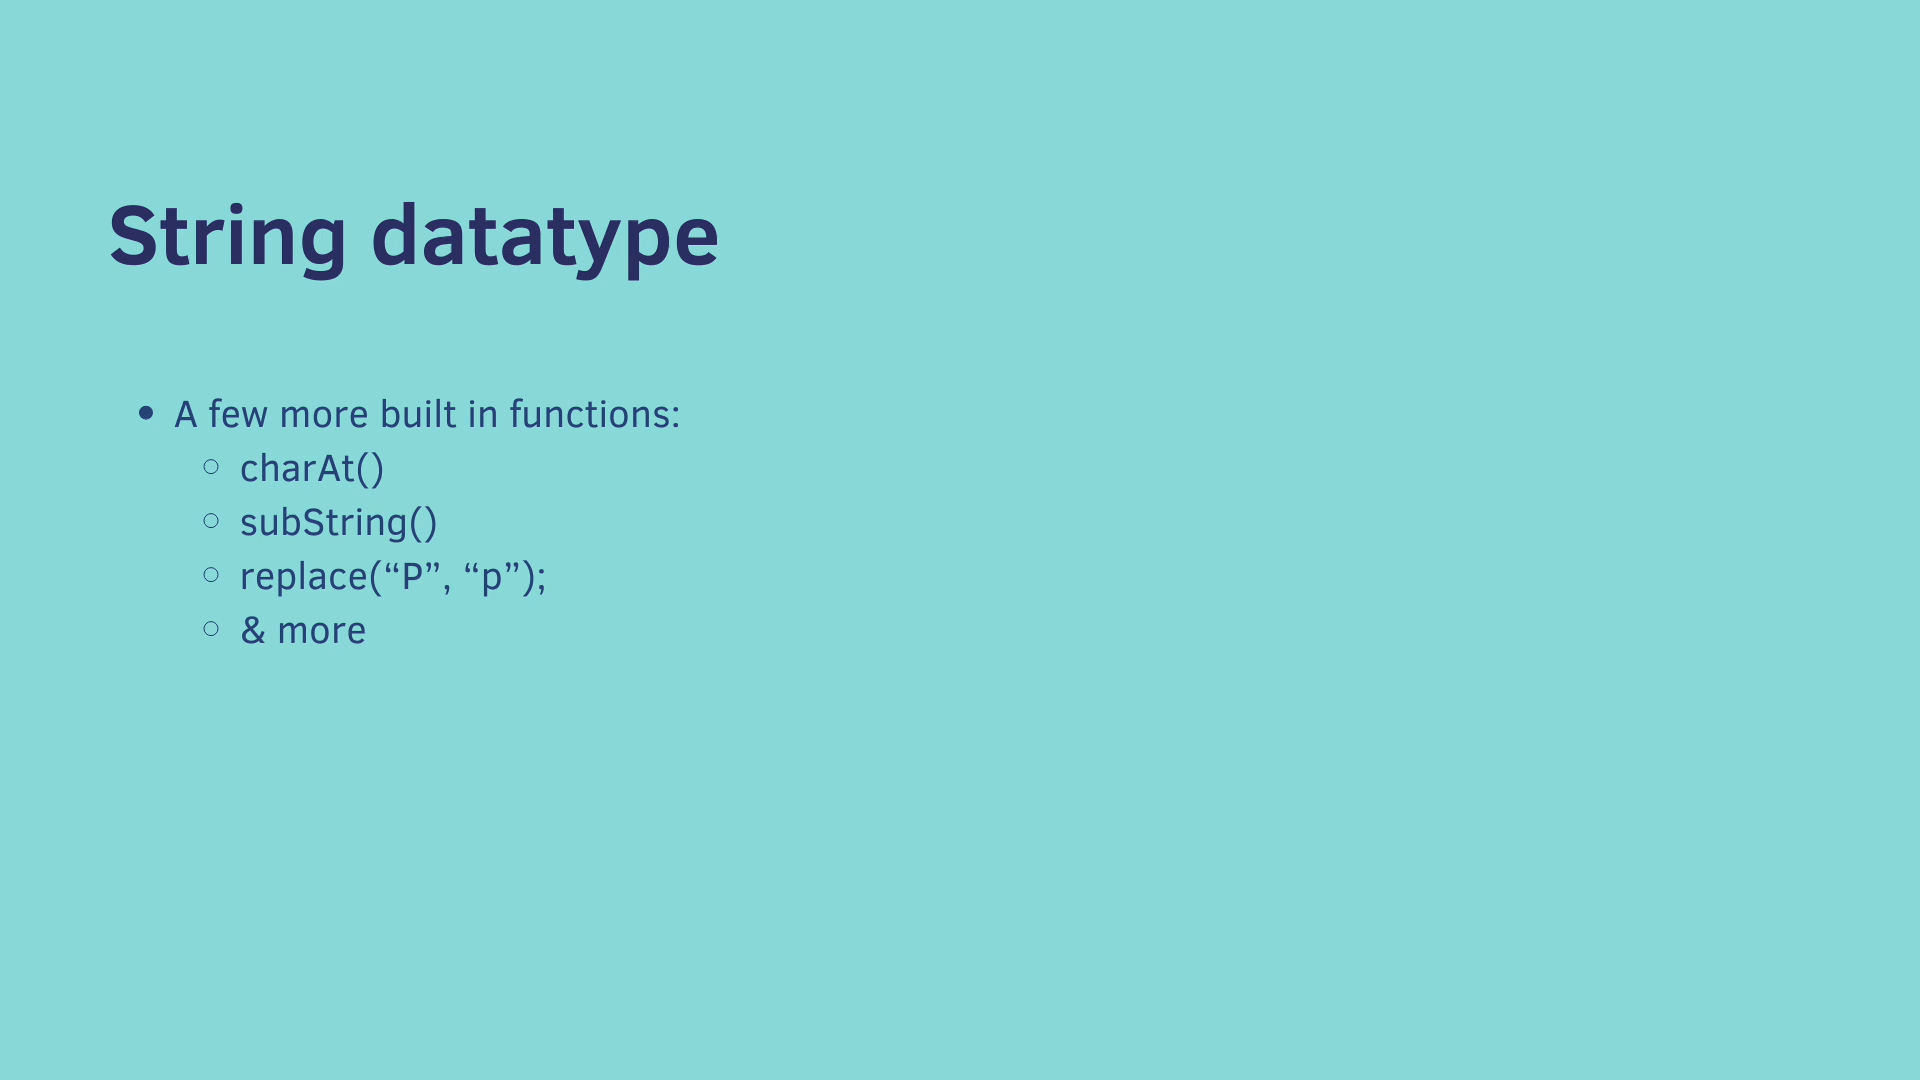 String datatype
• A few more built in functions:
○ charAt()
○ subString()
○ replace(“P”, “p”);
○ & more